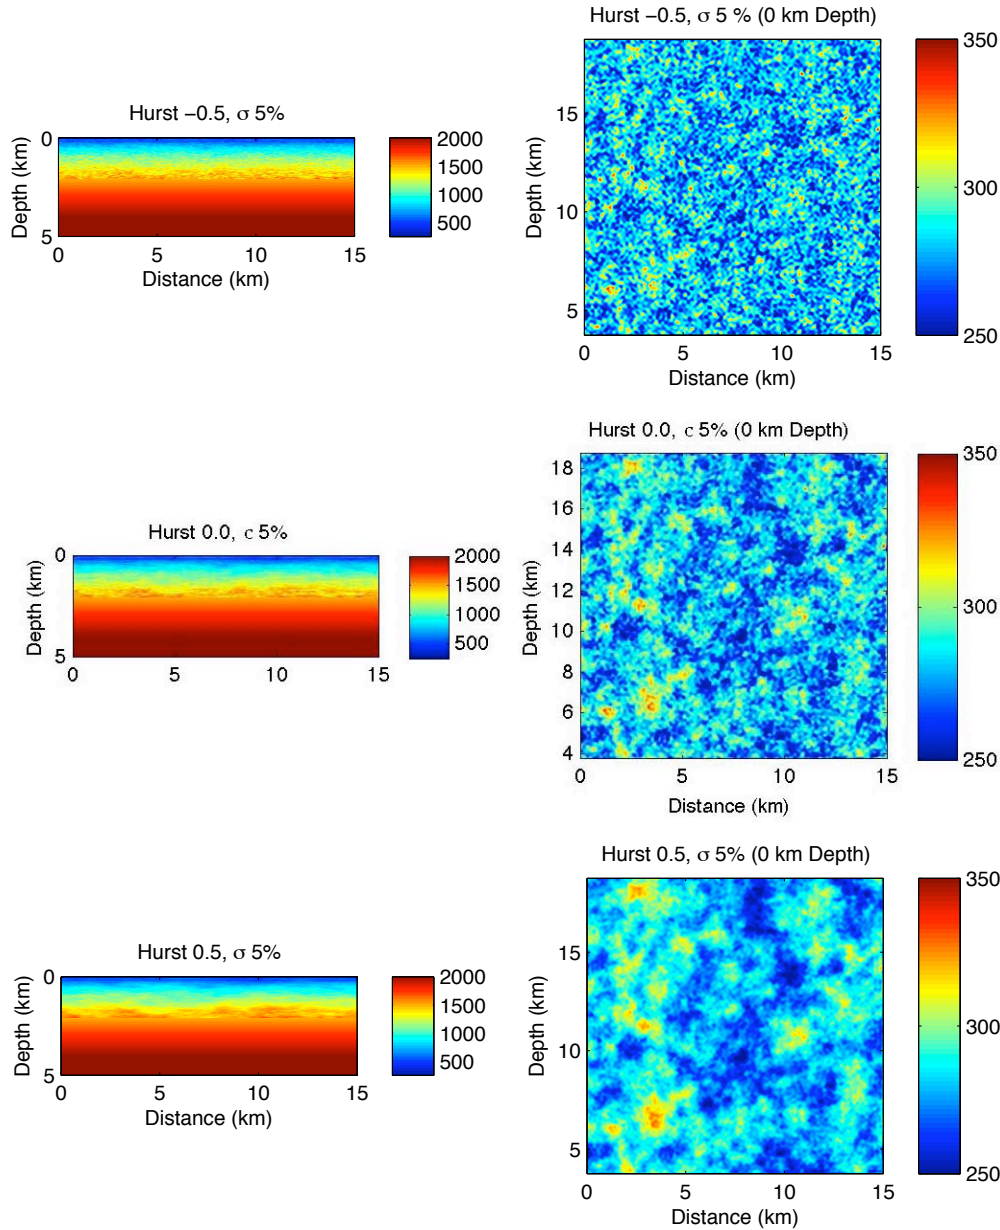 Hurst −0.5, σ 5 % (0 km Depth)
350
300
250
15
10
5
Depth (km)
0 5 10 15
Distance (km)
Hurst −0.5, σ 5%
0
5
Depth (km)
0 5 10 15
Distance (km)
2000
1500
1000
500
Hurst 0.0, c 5% (0 km Depth)
18
16
14
12
10
8
6
4
Depth (km)
0 5 10 15
Distance (km)
350
300
250
Hurst 0.0, c 5%
0
5
Depth (km)
0 5 10 15
Distance (km)
2000
1500
1000
500
Hurst 0.5, σ 5% (0 km Depth)
15
10
5
Depth (km)
0 5 10 15
Distance (km)
350
300
250
Hurst 0.5, σ 5%
0
5
Depth (km)
0 5 10 15
Distance (km)
2000
1500
1000
500